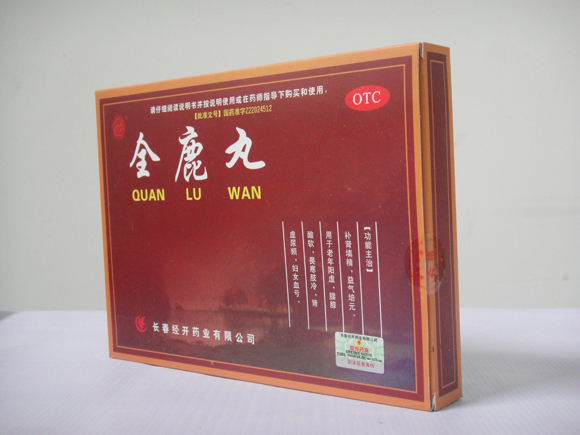 请仔细阅读说明书并按说明使用或在药师指导下购买和使用。
OTC
【批准文号】国药准字Z22024512
全鹿丸
QUAN LU WAN
【功能主治】
补肾填精、益气培元。
用于老年阳虚、腰膝
酸软、畏寒肢冷、肾
虚尿频、妇女血亏。
长春经开药业有限公司